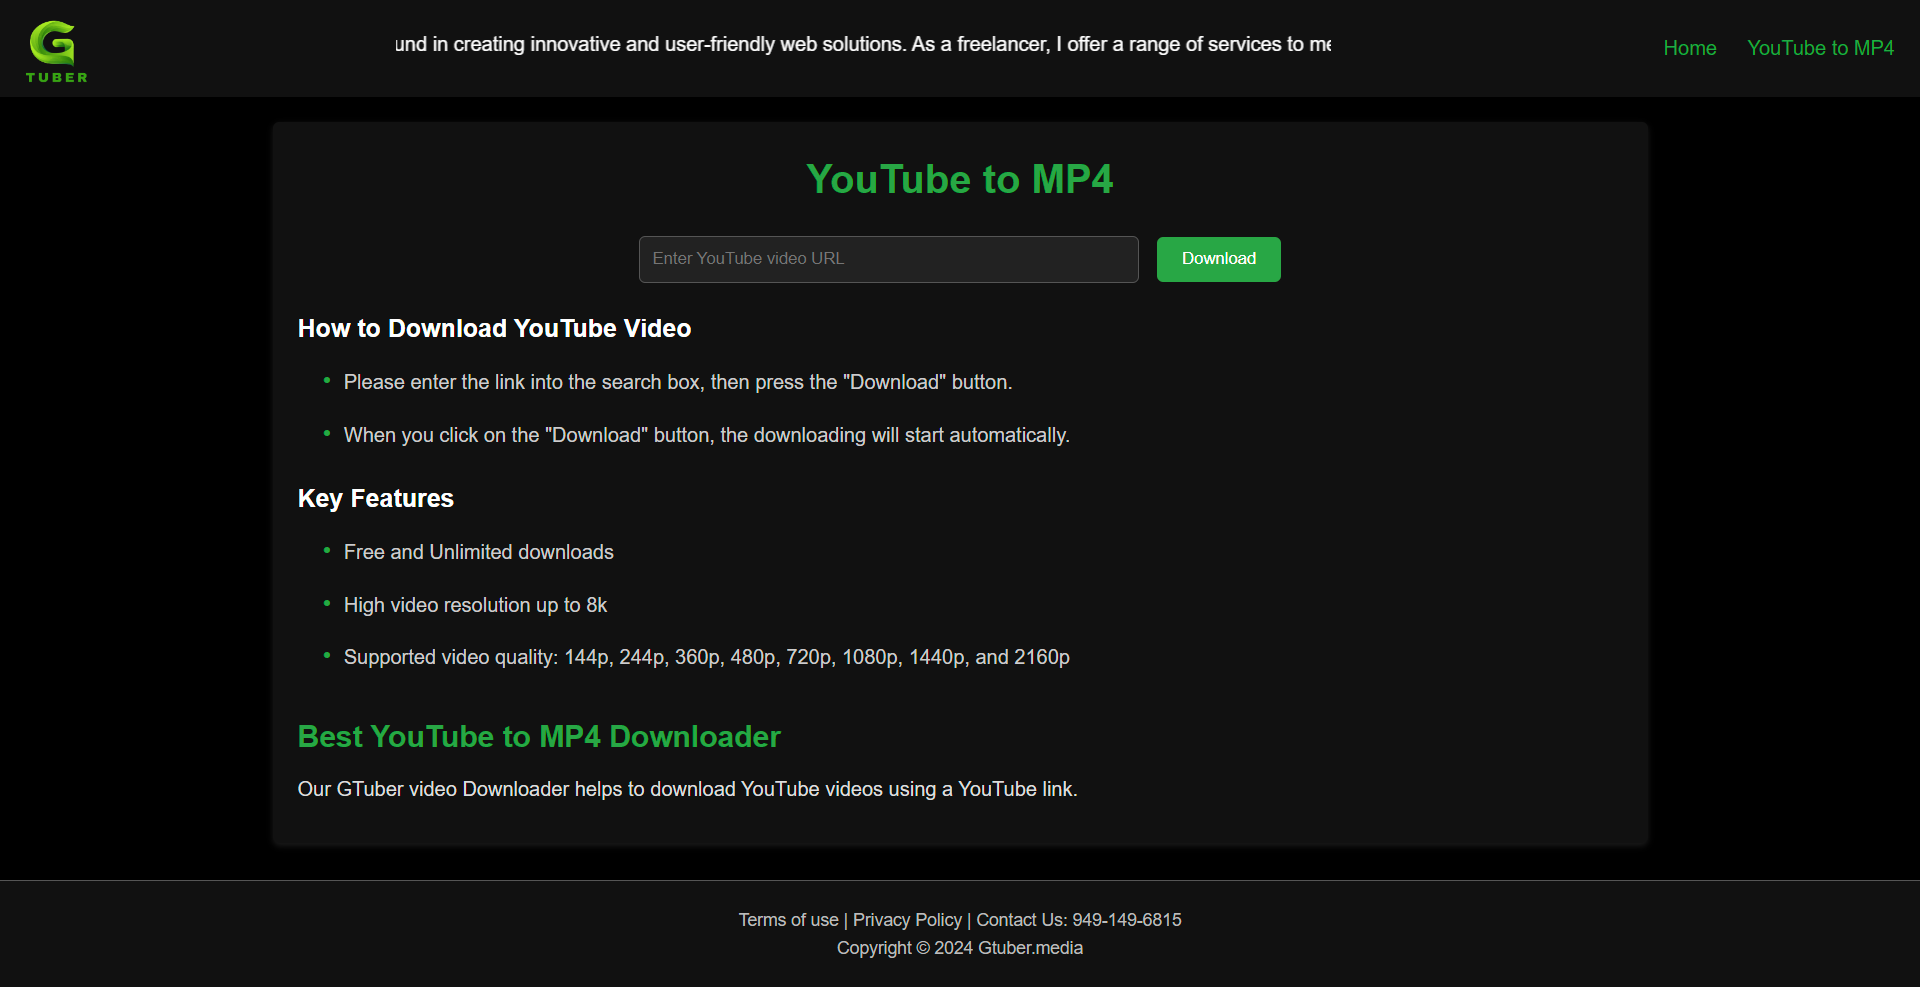 TUBER
in creating innovative and user-friendly web solutions. As a freelancer, I offer a range of services to
Home
YouTube to MP4
YouTube to MP4
Enter YouTube video URL
Download
How to Download YouTube Video
• Please enter the link into the search box, then press the "Download" button.
• When you click on the "Download" button, the downloading will start automatically.
Key Features
• Free and Unlimited downloads
• High video resolution up to 8k
• Supported video quality: 144p, 244p, 360p, 480p, 720p, 1080p, 1440p, and 2160p
Best YouTube to MP4 Downloader
Our GTuber video Downloader helps to download YouTube videos using a YouTube link.
Terms of use | Privacy Policy | Contact Us: 949-149-6815
Copyright © 2024 Gtuber.media